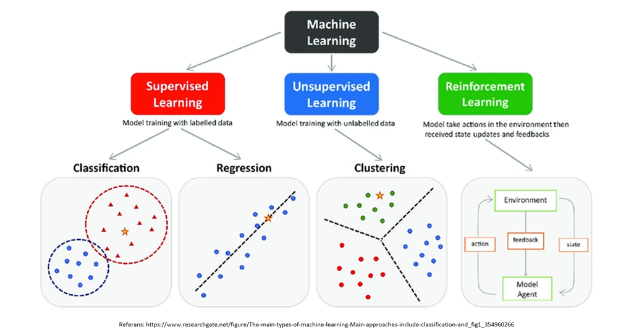 Machine
Learning
Supervised
Learning
Unsupervised
Learning
Reinforcement
Learning
Model training with labelled data
Model training with unlabelled data
Model take actions in the environment then
received state updates and feedbacks
Classification
Regression
Clustering
Environment
action
feedback
state
Model
Agent
Referans: https://www.researchgate.net/figure/The-main-types-of-machine-learning-Main-approaches-include-classification-and_fig1_354960266